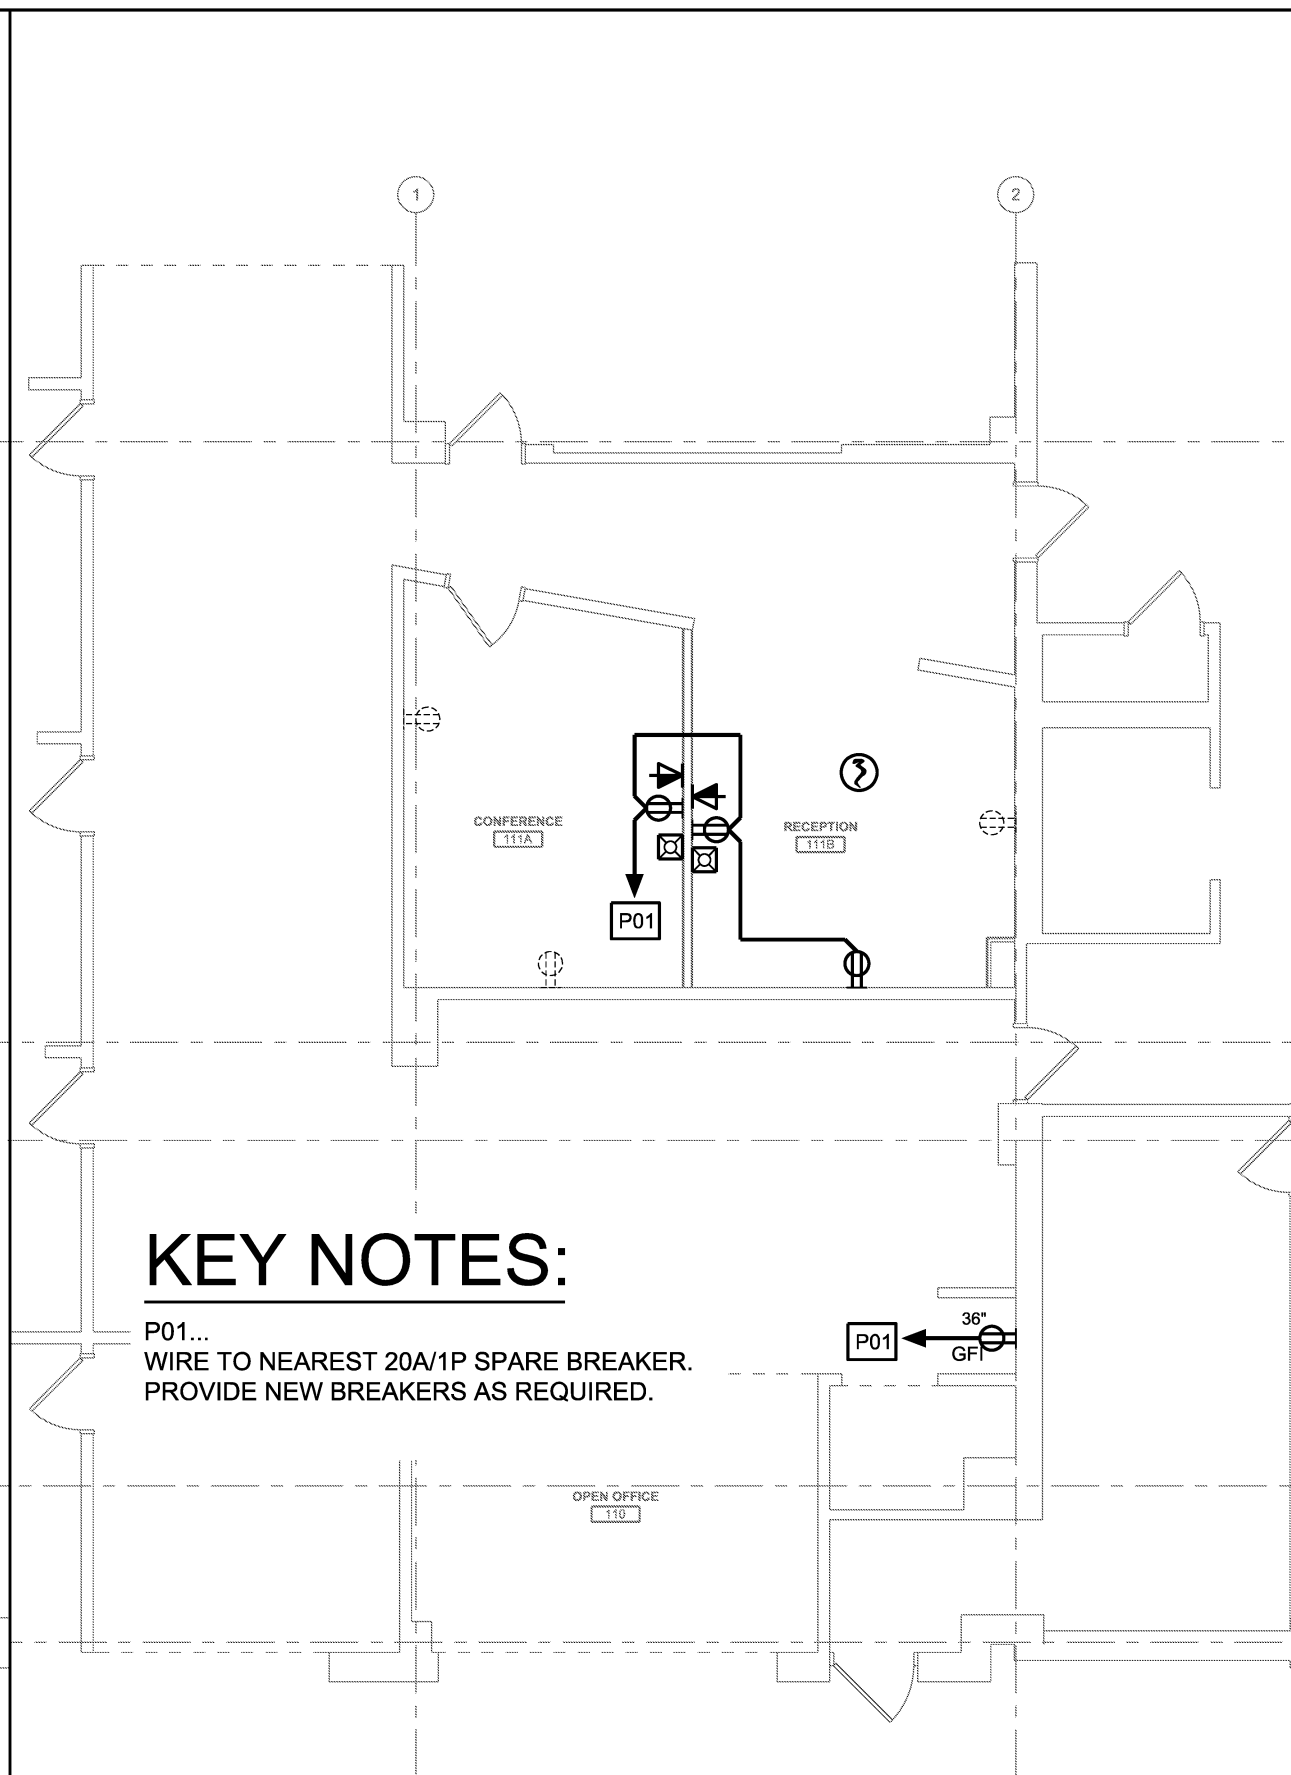 1
2
CONFERENCE
111A
RECEPTION
111B
P01
KEY NOTES:
P01...
WIRE TO NEAREST 20A/1P SPARE BREAKER.
PROVIDE NEW BREAKERS AS REQUIRED.
36"
P01
GFI
OPEN OFFICE
110